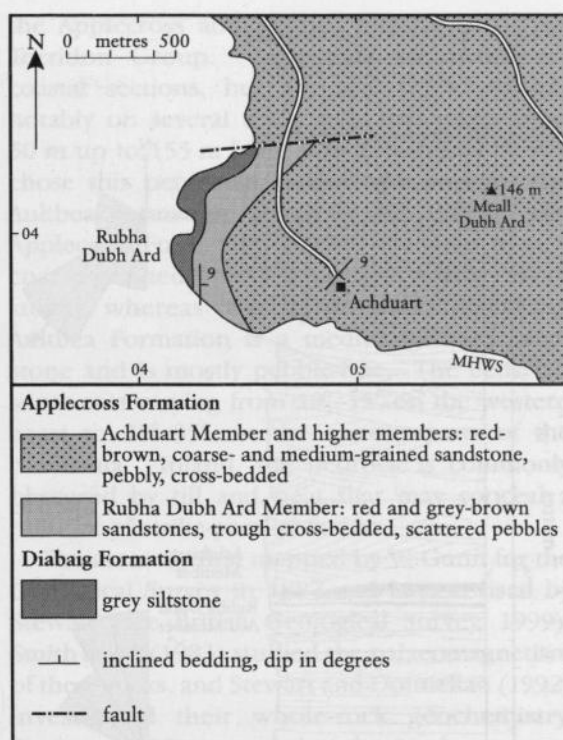 N
0 metres 500
146 m
Meall
Dubh Ard
04
Rubha
Dubh Ard
9
9
Achduart
MHWS
04
05
Applecross Formation
Achduart Member and higher members: red-
brown, coarse- and medium-grained sandstone,
pebbly, cross-bedded
Rubha Dubh Ard Member: red and grey-brown
sandstones, trough cross-bedded, scattered pebbles
Diabaig Formation
grey siltstone
inclined bedding, dip in degrees
fault